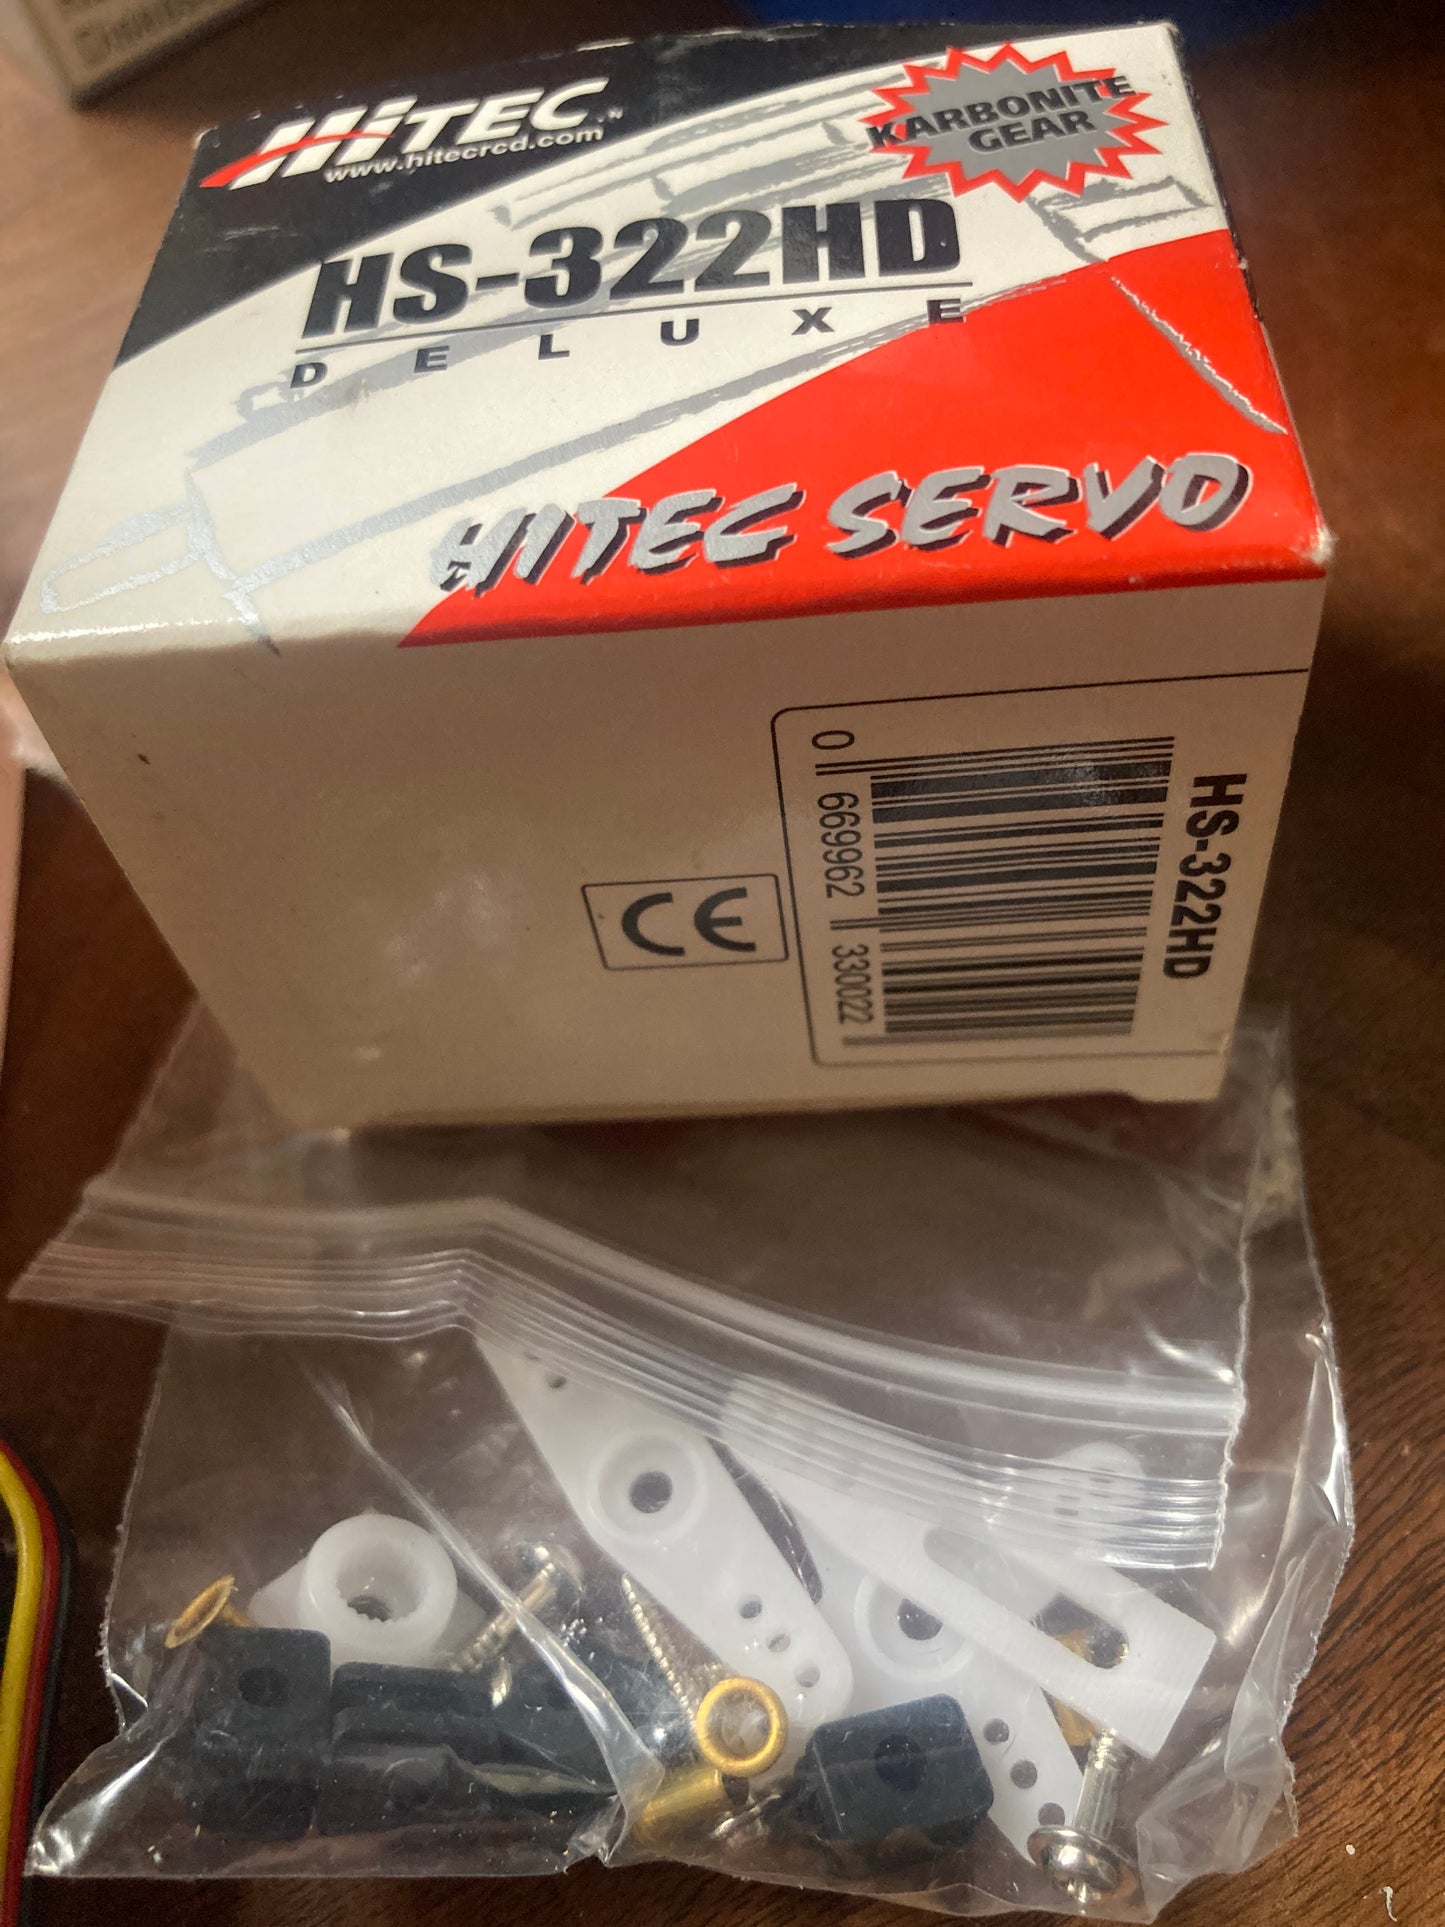 HiTEC
www.hitecrcd.com
KARBONITE
GEAR
HS-322HD
DELUXE
HITEC SERVO
HS-322HD
0 669962 330022
CE